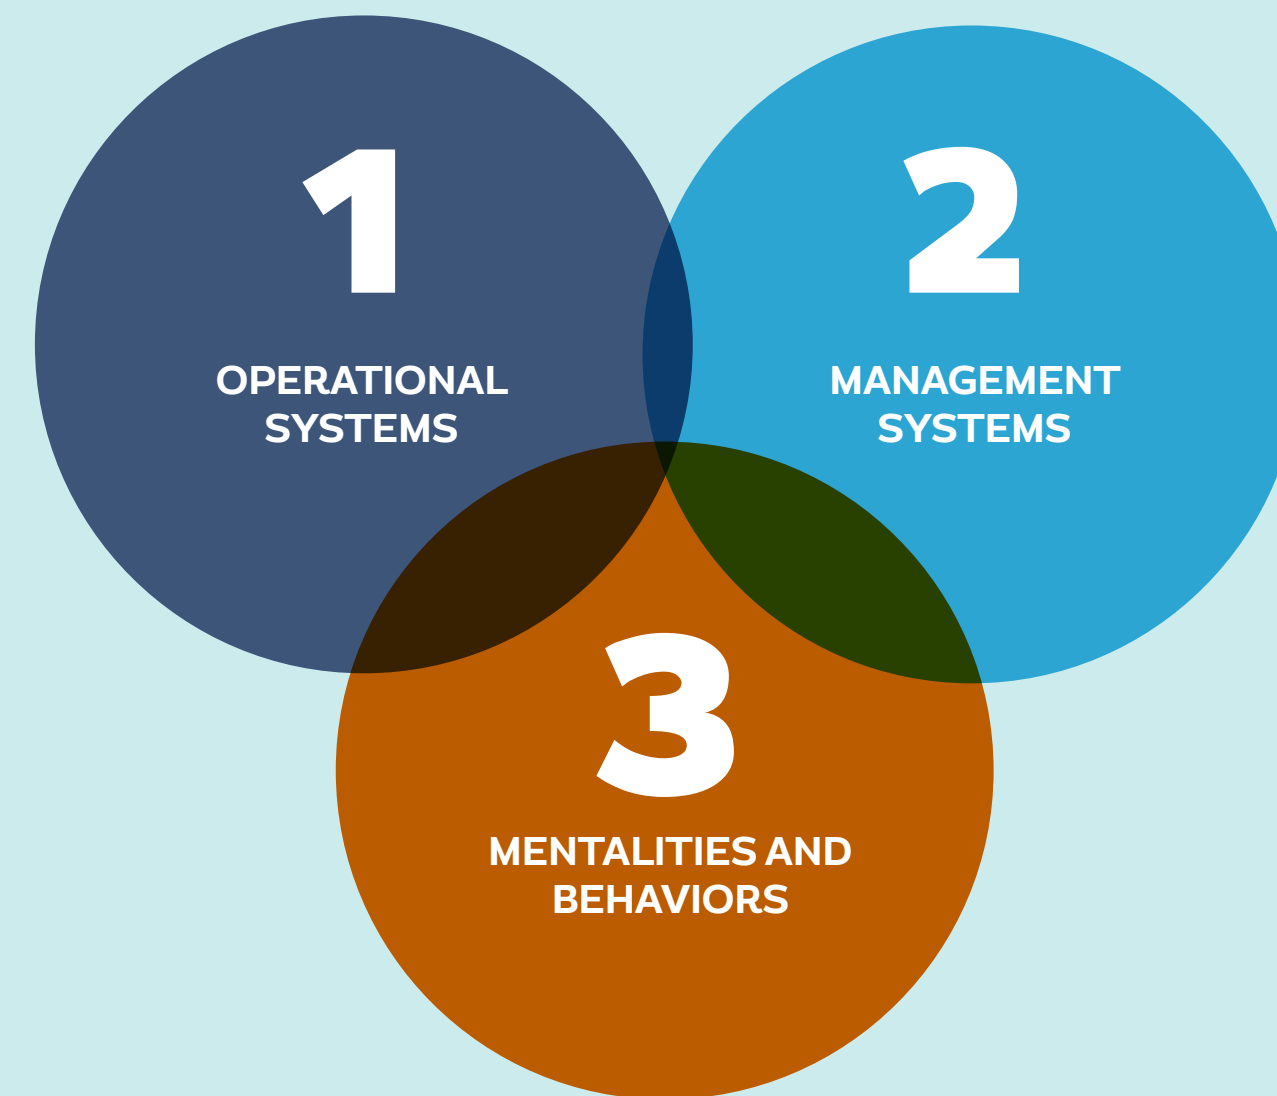 1
OPERATIONAL
SYSTEMS
2
MANAGEMENT
SYSTEMS
3
MENTALITIES AND
BEHAVIORS